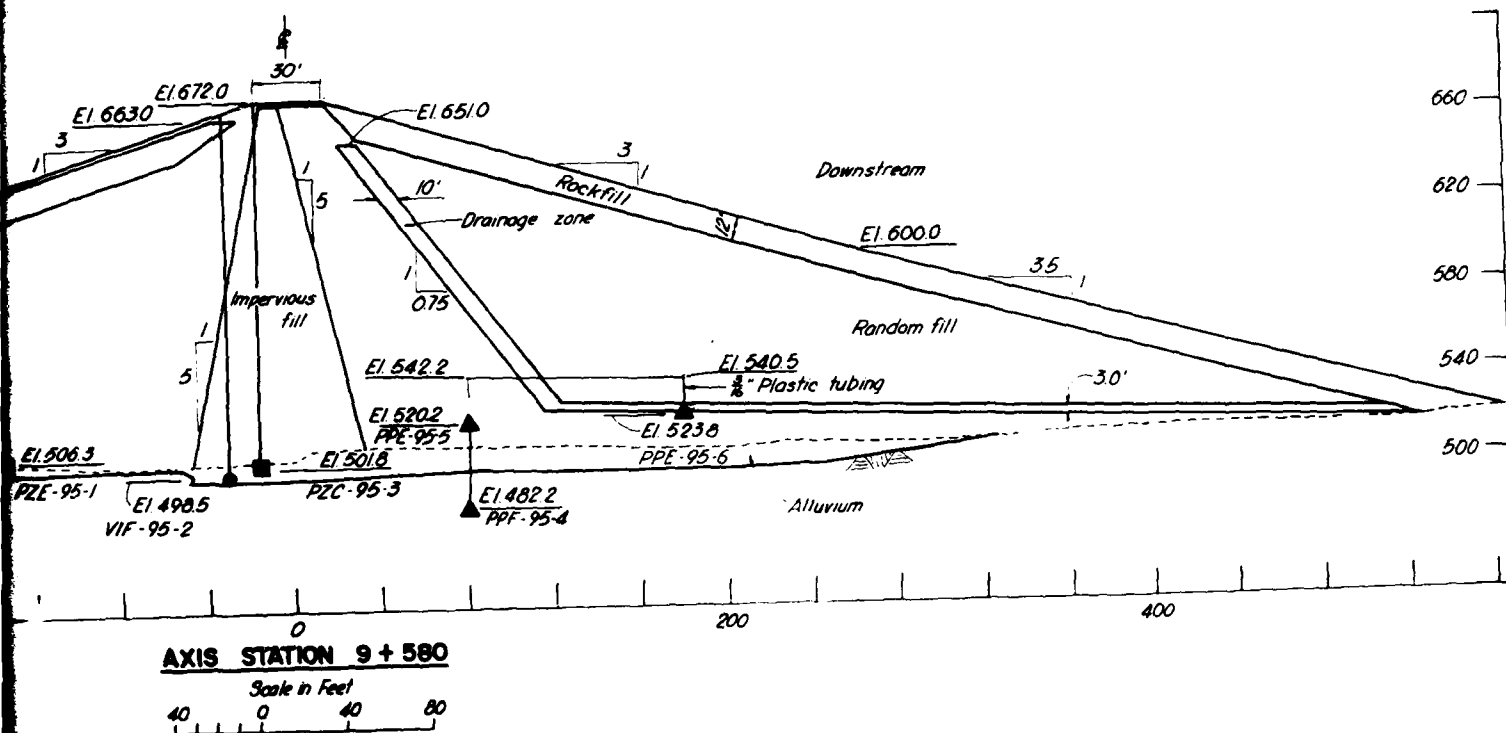 30'
El. 672.0
El. 663.0
3
1
El. 651.0
660
3
1
Downstream
Rockfill
620
1
5
10'
Drainage zone
12'
El. 600.0
3.5
1
580
1
0.75
Impervious
fill
Random fill
1
5
El. 542.2
El. 540.5
540
" Plastic tubing
3.0'
El. 520.2
PPE-95-5
El. 523.8
PPE-95-6
500
El. 506.3
PZE-95-1
El. 501.8
PZC-95-3
El. 498.5
VIF-95-2
El. 482.2
PPF-95-4
Alluvium
0
200
400
600
AXIS STATION 9 + 580
Scale in Feet
40 0 40 80